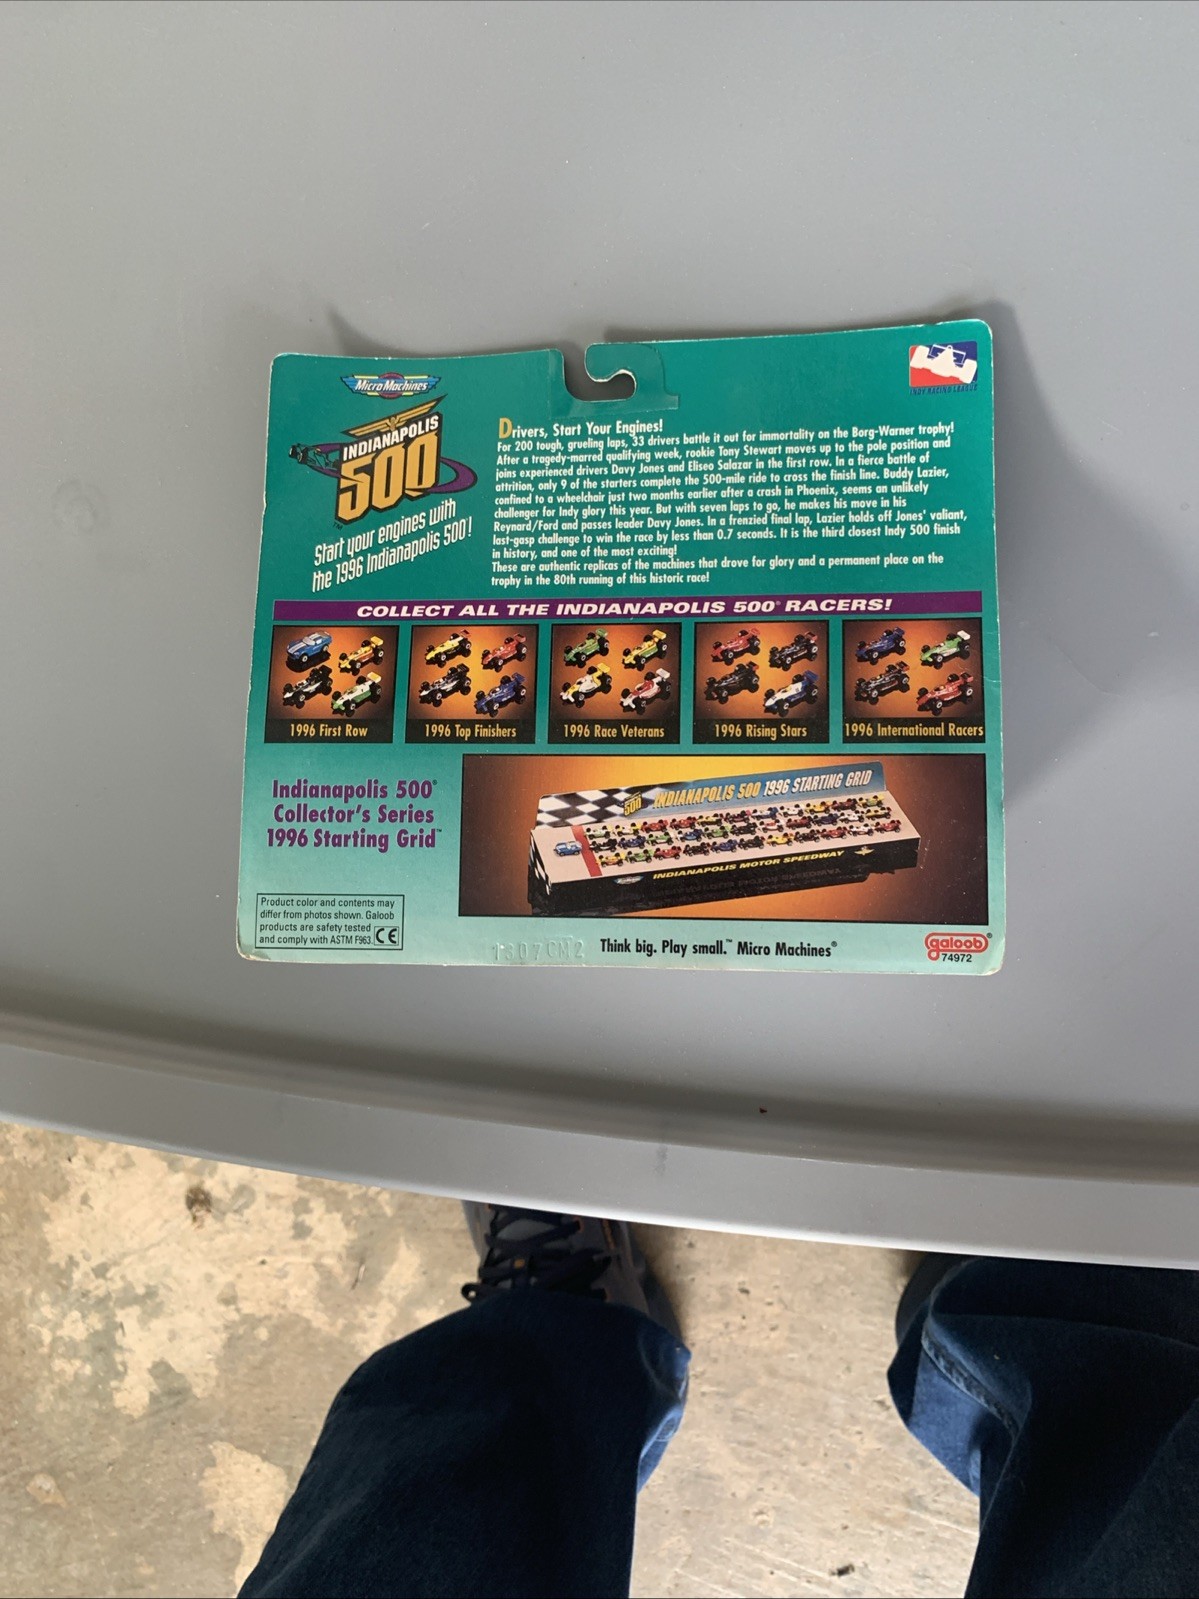 Micro Machines
INDIANAPOLIS
500
Start your engines with
the 1996 Indianapolis 500!
INDY RACING LEAGUE
Drivers, Start Your Engines!
For 200 tough, grueling laps, 33 drivers battle it out for immortality on the Borg-Warner trophy!
After a tragedy-marred qualifying week, rookie Tony Stewart moves up to the pole position and
joins experienced drivers Davy Jones and Eliseo Salazar in the first row. In a fierce battle of
attrition, only 9 of the starters complete the 500-mile ride to cross the finish line. Buddy Lazier,
confined to a wheelchair just two months earlier after a crash in Phoenix, seems an unlikely
challenger for Indy glory this year. But with seven laps to go, he makes his move in his
Reynard/Ford and passes leader Davy Jones. In a frenzied final lap, Lazier holds off Jones' valiant,
last-gasp challenge to win the race by less than 0.7 seconds. It is the third closest Indy 500 finish
in history, and one of the most exciting!
These are authentic replicas of the machines that drove for glory and a permanent place on the
trophy in the 80th running of this historic race!
COLLECT ALL THE INDIANAPOLIS 500® RACERS!
1996 First Row
1996 Top Finishers
1996 Race Veterans
1996 Rising Stars
1996 International Racers
Indianapolis 500®
Collector's Series
1996 Starting Grid™
500 INDIANAPOLIS 500 1996 STARTING GRID
INDIANAPOLIS MOTOR SPEEDWAY
Product color and contents may
differ from photos shown. Galoob
products are safety tested
and comply with ASTM F963. CE
1307CM2
Think big. Play small.™ Micro Machines®
galoob®
74972